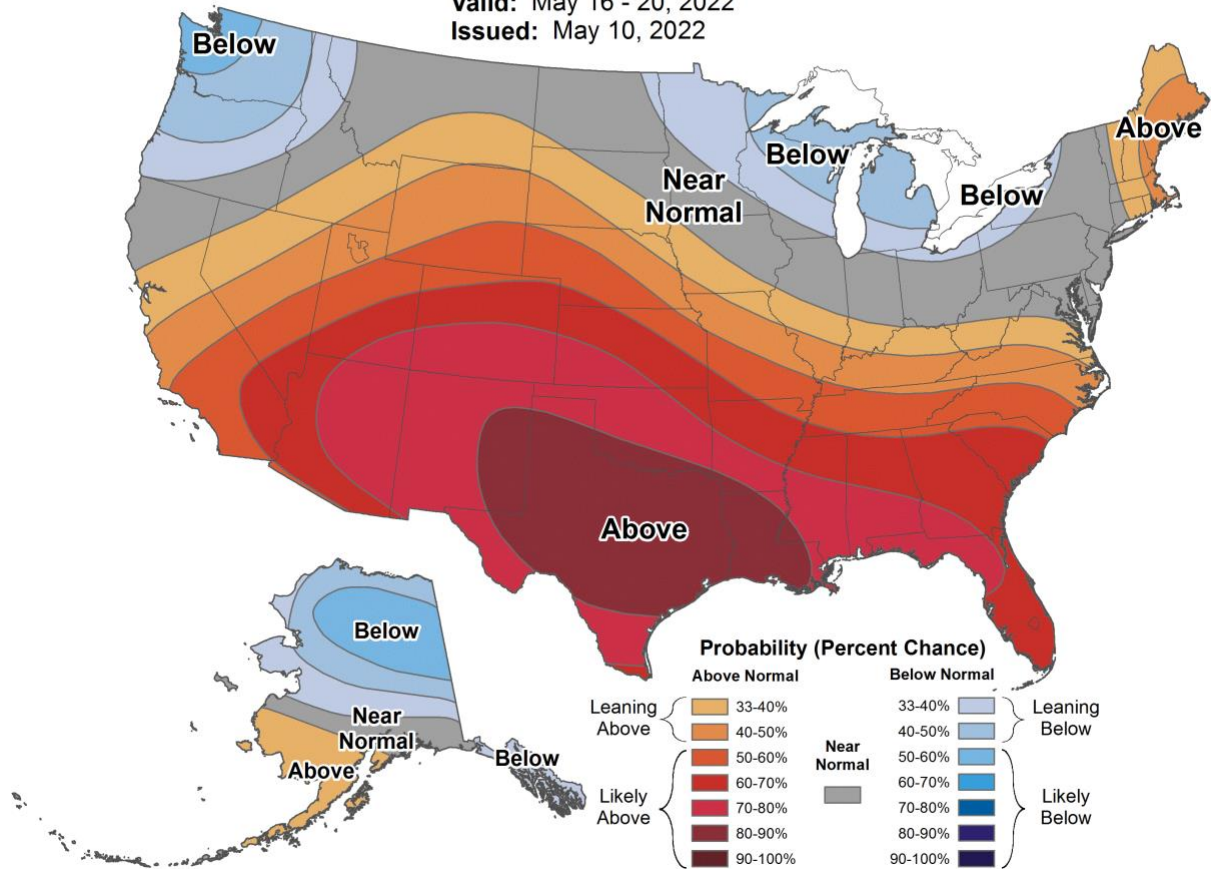 Valid: May 16 - 20, 2022
Issued: May 10, 2022
Below
Above
Below
Near
Normal
Below
Above
Below
Near
Normal
Above
Below
Probability (Percent Chance)
Above Normal
Below Normal
Leaning
Above
33-40%
40-50%
Likely
Above
50-60%
60-70%
70-80%
80-90%
90-100%
Near
Normal
33-40%
40-50%
Leaning
Below
50-60%
60-70%
70-80%
80-90%
90-100%
Likely
Below